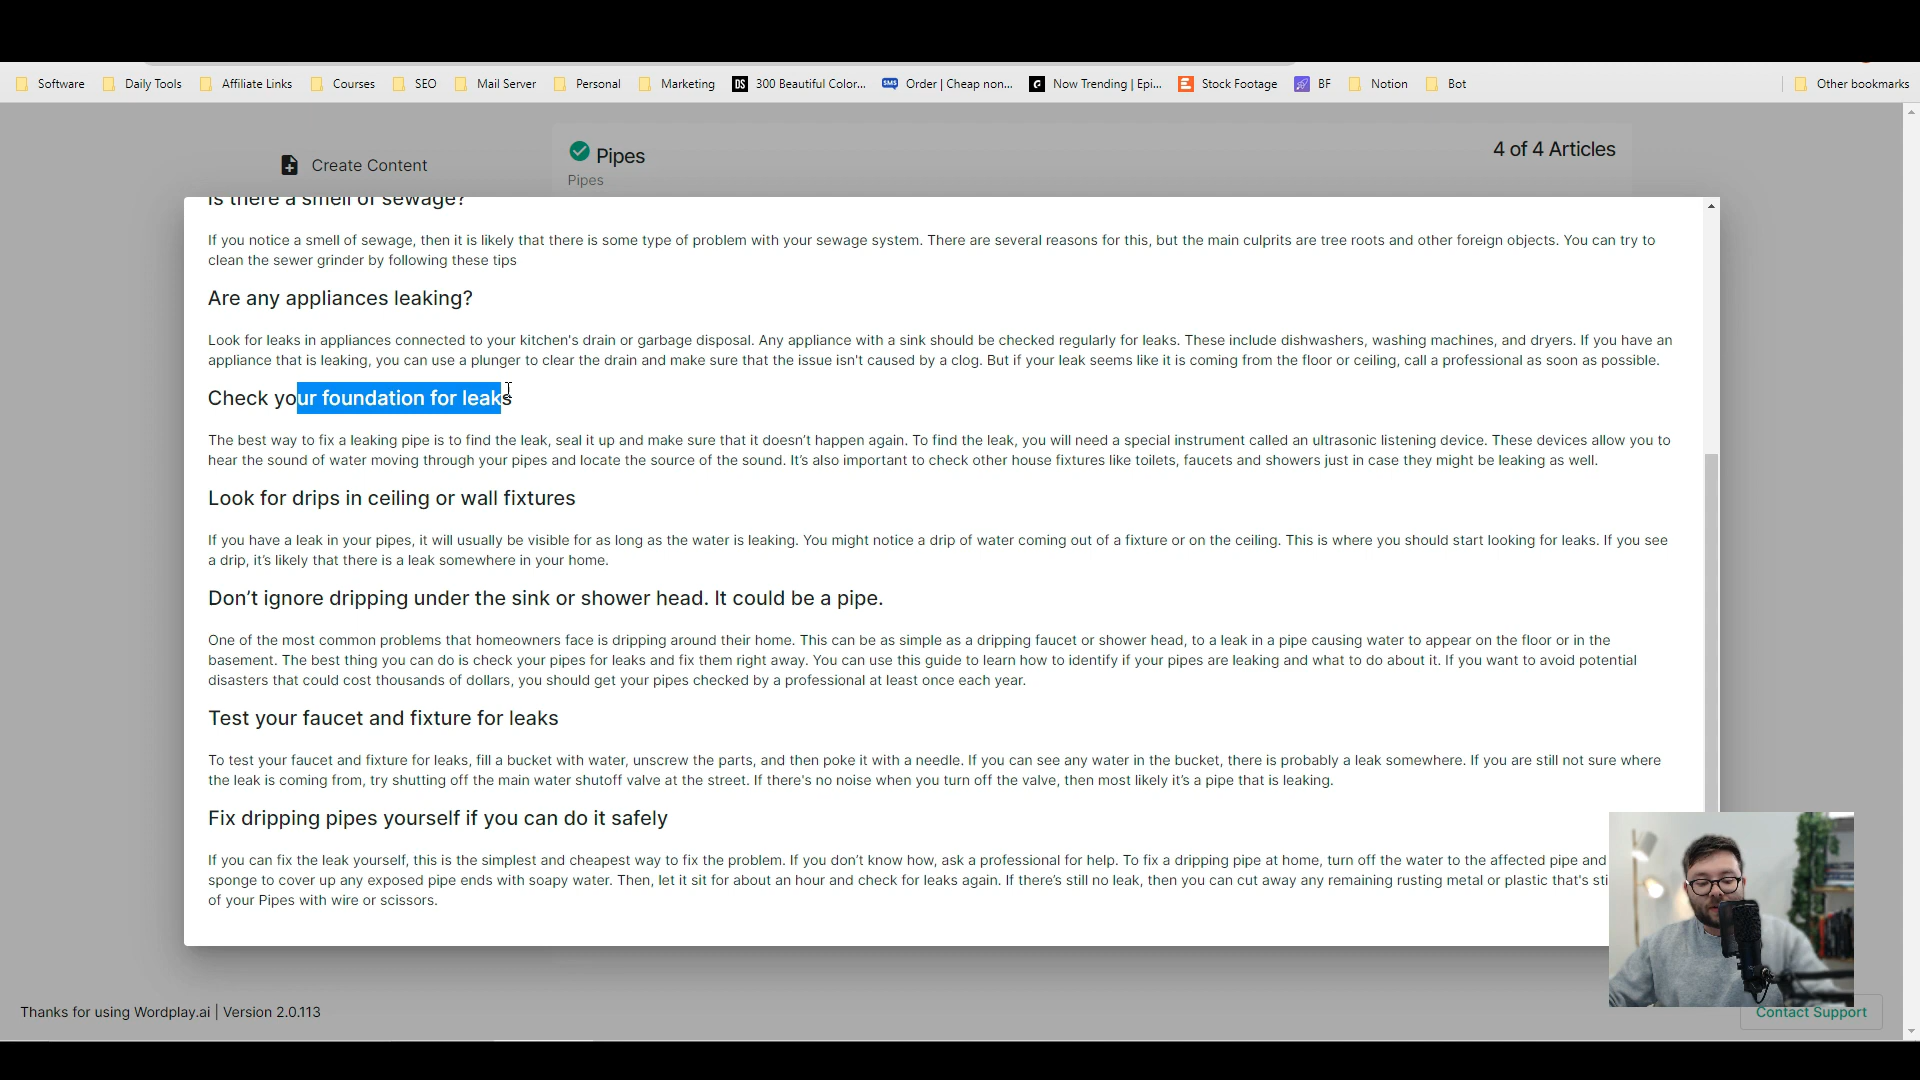 Software
Daily Tools
Affiliate Links
Courses
SEO
Mail Server
Personal
Marketing
DS 300 Beautiful Color...
SMS Order | Cheap non...
Now Trending | Epi...
Stock Footage
BF
Notion
Bot
Other bookmarks
Create Content
Pipes
4 of 4 Articles
Pipes
Is there a smell of sewage?
If you notice a smell of sewage, then it is likely that there is some type of problem with your sewage system. There are several reasons for this, but the main culprits are tree roots and other foreign objects. You can try to
clean the sewer grinder by following these tips
Are any appliances leaking?
Look for leaks in appliances connected to your kitchen's drain or garbage disposal. Any appliance with a sink should be checked regularly for leaks. These include dishwashers, washing machines, and dryers. If you have an
appliance that is leaking, you can use a plunger to clear the drain and make sure that the issue isn't caused by a clog. But if your leak seems like it is coming from the floor or ceiling, call a professional as soon as possible.
Check your foundation for leaks
The best way to fix a leaking pipe is to find the leak, seal it up and make sure that it doesn’t happen again. To find the leak, you will need a special instrument called an ultrasonic listening device. These devices allow you to
hear the sound of water moving through your pipes and locate the source of the sound. It’s also important to check other house fixtures like toilets, faucets and showers just in case they might be leaking as well.
Look for drips in ceiling or wall fixtures
If you have a leak in your pipes, it will usually be visible for as long as the water is leaking. You might notice a drip of water coming out of a fixture or on the ceiling. This is where you should start looking for leaks. If you see
a drip, it’s likely that there is a leak somewhere in your home.
Don’t ignore dripping under the sink or shower head. It could be a pipe.
One of the most common problems that homeowners face is dripping around their home. This can be as simple as a dripping faucet or shower head, to a leak in a pipe causing water to appear on the floor or in the
basement. The best thing you can do is check your pipes for leaks and fix them right away. You can use this guide to learn how to identify if your pipes are leaking and what to do about it. If you want to avoid potential
disasters that could cost thousands of dollars, you should get your pipes checked by a professional at least once each year.
Test your faucet and fixture for leaks
To test your faucet and fixture for leaks, fill a bucket with water, unscrew the parts, and then poke it with a needle. If you can see any water in the bucket, there is probably a leak somewhere. If you are still not sure where
the leak is coming from, try shutting off the main water shutoff valve at the street. If there's no noise when you turn off the valve, then most likely it’s a pipe that is leaking.
Fix dripping pipes yourself if you can do it safely
If you can fix the leak yourself, this is the simplest and cheapest way to fix the problem. If you don’t know how, ask a professional for help. To fix a dripping pipe at home, turn off the water to the affected pipe and
sponge to cover up any exposed pipe ends with soapy water. Then, let it sit for about an hour and check for leaks again. If there’s still no leak, then you can cut away any remaining rusting metal or plastic that's sti
of your Pipes with wire or scissors.
Thanks for using Wordplay.ai | Version 2.0.113
Contact Support